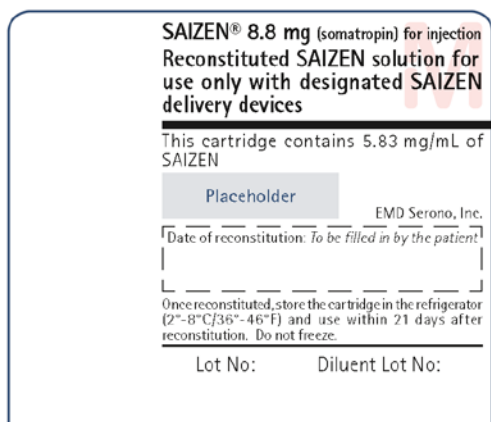 SAIZEN® 8.8 mg (somatropin) for injection
Reconstituted SAIZEN solution for
use only with designated SAIZEN
delivery devices
This cartridge contains 5.83 mg/mL of
SAIZEN
Placeholder
EMD Serono, Inc.
Date of reconstitution: To be filled in by the patient
Once reconstituted, store the cartridge in the refrigerator
(2°-8°C/36°-46°F) and use within 21 days after
reconstitution. Do not freeze.
Lot No: Diluent Lot No: